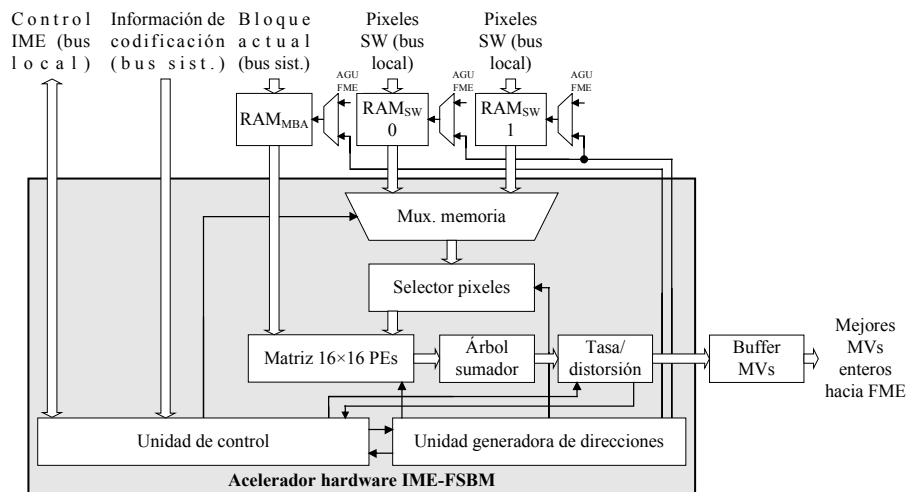 Control
IME (bus
local)
Información de
codificación
(bus sist.)
Bloque
actual
(bus sist.)
Pixeles
SW (bus
local)
Pixeles
SW (bus
local)
AGU
FME
AGU
FME
AGU
FME
RAMMBA
RAMSW
0
RAMSW
1
Mux. memoria
Selector pixeles
Matriz 16×16 PEs
Árbol
sumador
Tasa/
distorsión
Buffer
MVs
Mejores
MVs
enteros
hacia FME
Unidad de control
Unidad generadora de direcciones
Acelerador hardware IME-FSBM